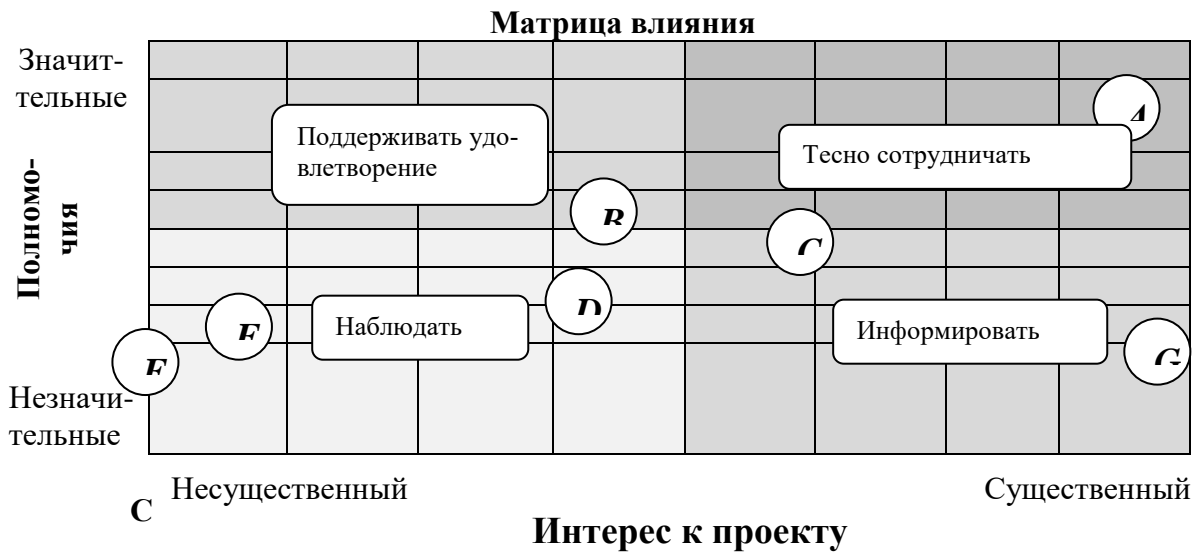 Матрица влияния
Значит-
тельные
Поддерживать удо-
влетворение
Тесно сотрудничать
A
Полномо-
чия
B
C
D
Наблюдать
Информировать
G
Незначи-
тельные
Несущественный
Существенный
С
Интерес к проекту